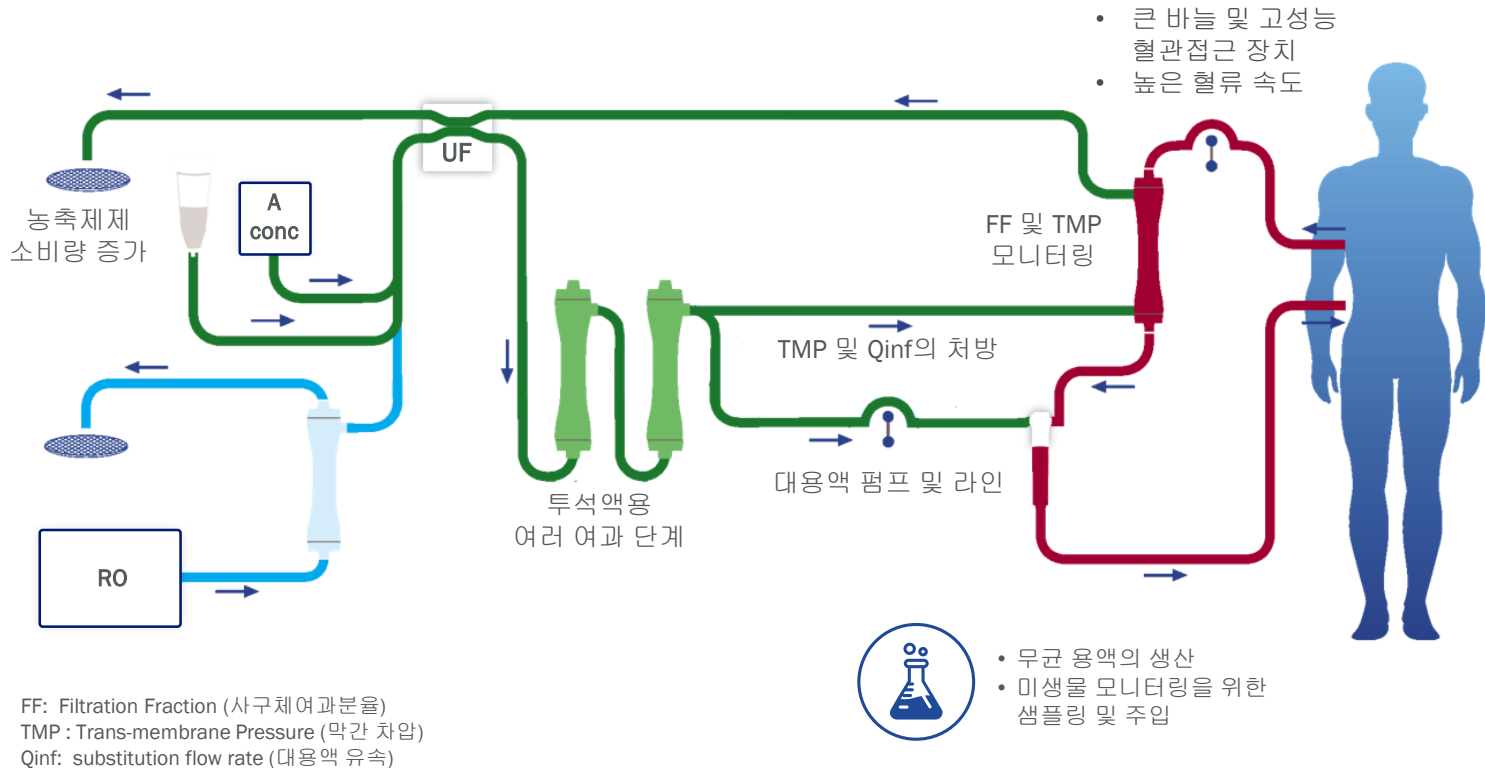 • 큰 바늘 및 고성능
혈관접근 장치
• 높은 혈류 속도
UF
농축제제
소비량 증가
A
conc
FF 및 TMP
모니터링
TMP 및 Qinf의 처방
대용액 펌프 및 라인
투석액용
여러 여과 단계
RO
• 무균 용액의 생산
• 미생물 모니터링을 위한
샘플링 및 주입
FF: Filtration Fraction (사구체여과분율)
TMP : Trans-membrane Pressure (막간 차압)
Qinf: substitution flow rate (대용액 유속)